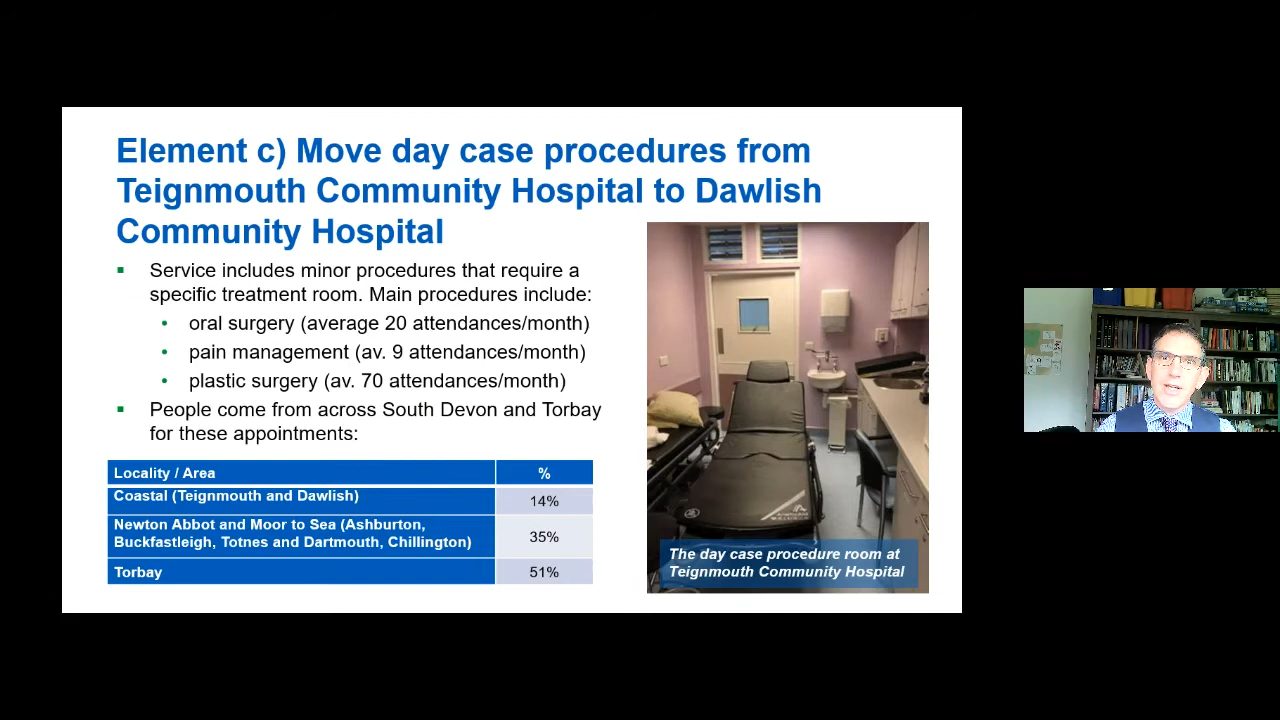 Element c) Move day case procedures from
Teignmouth Community Hospital to Dawlish
Community Hospital
Service includes minor procedures that require a
specific treatment room. Main procedures include:
oral surgery (average 20 attendances/month)
pain management (av. 9 attendances/month)
plastic surgery (av. 70 attendances/month)
People come from across South Devon and Torbay
for these appointments:
Locality / Area %
Coastal (Teignmouth and Dawlish) 14%
Newton Abbot and Moor to Sea (Ashburton,
Buckfastleigh, Totnes and Dartmouth, Chillington) 35%
Torbay 51%
The day case procedure room at
Teignmouth Community Hospital